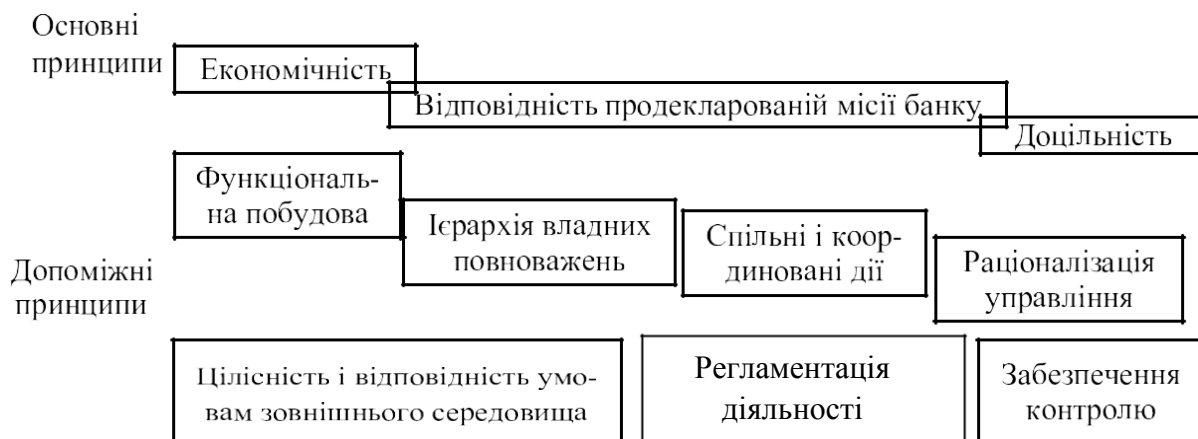 Основні
принципи
Економічність
Відповідність продекларованій місії банку
Доцільність
Функціональ-
на побудова
Ієрархія владних
повноважень
Спільні і коор-
диновані дії
Раціоналізація
управління
Допоміжні
принципи
Цілісність і відповідність умо-
вам зовнішнього середовища
Регламентація
діяльності
Забезпечення
контролю